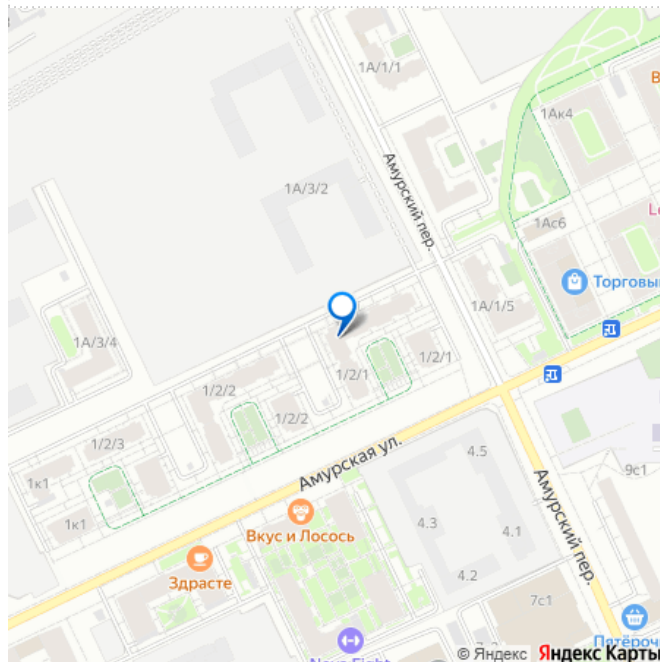 1А/1/1
В
1Ак4
Амурский пер.
1А/3/2
1Ас6
Торговы
1А/1/5
1А/3/4
1/2/1
1/2/1
1/2/2
1/2/2
1/2/3
1к1
1к1
Амурская ул.
4.5
9с1
4.3
4.1
Амурский пер.
Вкус и Лосось
Здрасте
4.2
7с1
Пятёроч
© Яндекс Яндекс Карты